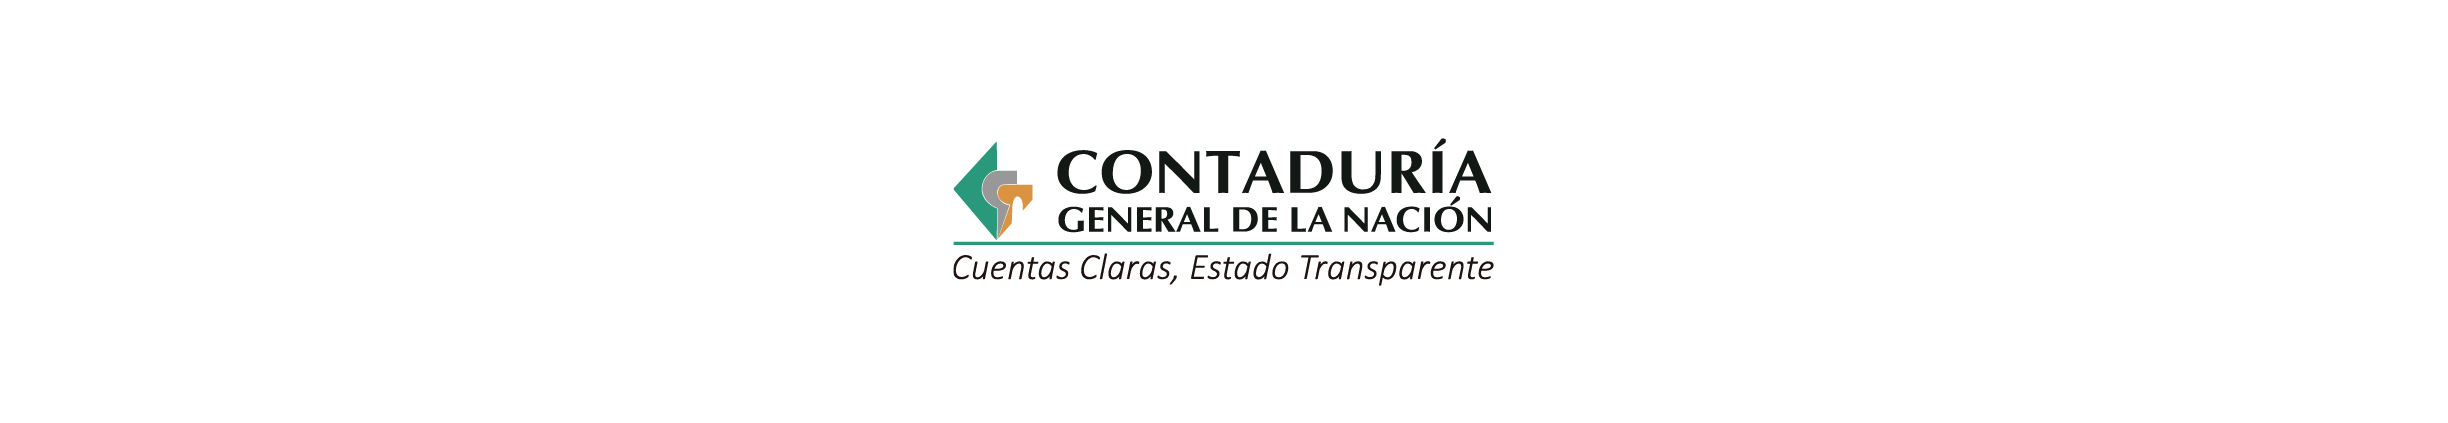 CONTADURÍA
GENERAL DE LA NACIÓN
Cuentas Claras, Estado Transparente